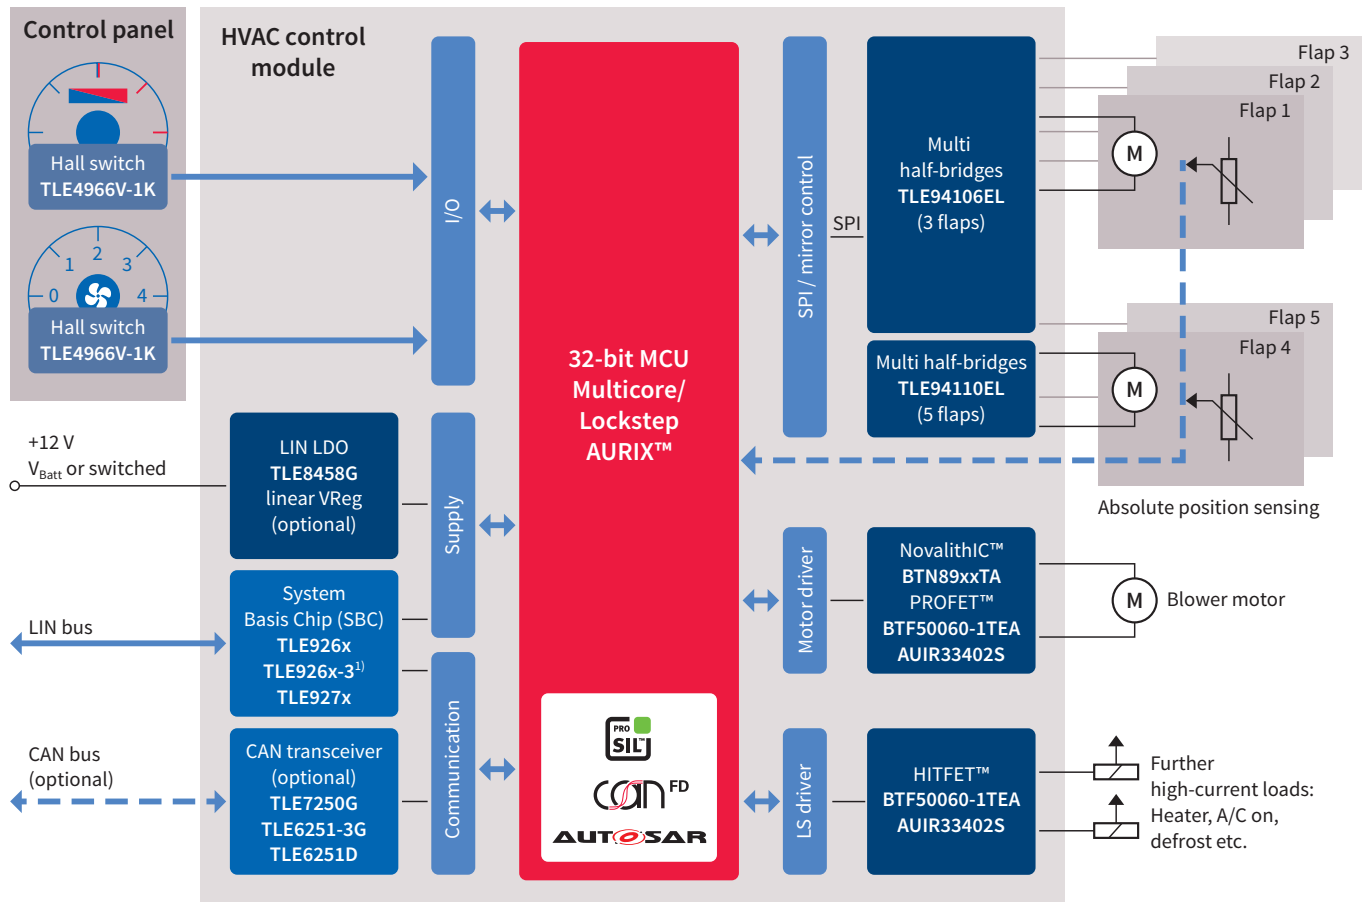 Control panel
Hall switch
TLE4966V-1K
0
1
2
3
4
Hall switch
TLE4966V-1K
+12 V
VBatt or switched
LIN bus
CAN bus
(optional)
HVAC control
module
I/O
LIN LDO
TLE8458G
linear VReg
(optional)
Supply
System
Basis Chip (SBC)
TLE926x
TLE926x-3¹⁾
TLE927x
CAN transceiver
(optional)
TLE7250G
TLE6251-3G
TLE6251D
Communication
32-bit MCU
Multicore/
Lockstep
AURIX™
PRO
SIL™
CAN FD
AUTOSAR
SPI / mirror control
SPI
Multi
half-bridges
TLE94106EL
(3 flaps)
Multi half-bridges
TLE94110EL
(5 flaps)
Motor driver
NovalithIC™
BTN89xxTA
PROFET™
BTF50060-1TEA
AUIR33402S
LS driver
HITFET™
BTF50060-1TEA
AUIR33402S
Flap 3
Flap 2
Flap 1
M
Flap 5
Flap 4
M
Absolute position sensing
M
Blower motor
Further
high-current loads:
Heater, A/C on,
defrost etc.